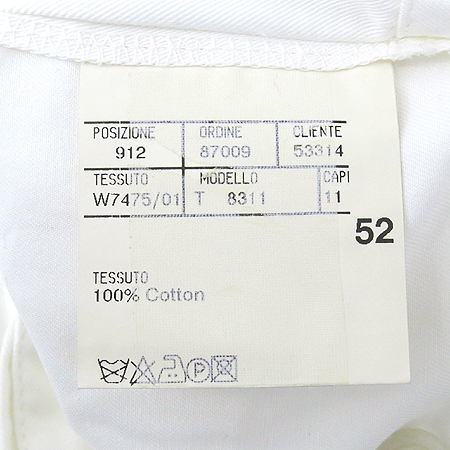 POSIZIONE ORDINE CLIENTE
912 87009 53314
TESSUTO MODELLO CAPI
W7475/01 T 8311 11
52
TESSUTO
100% Cotton
P